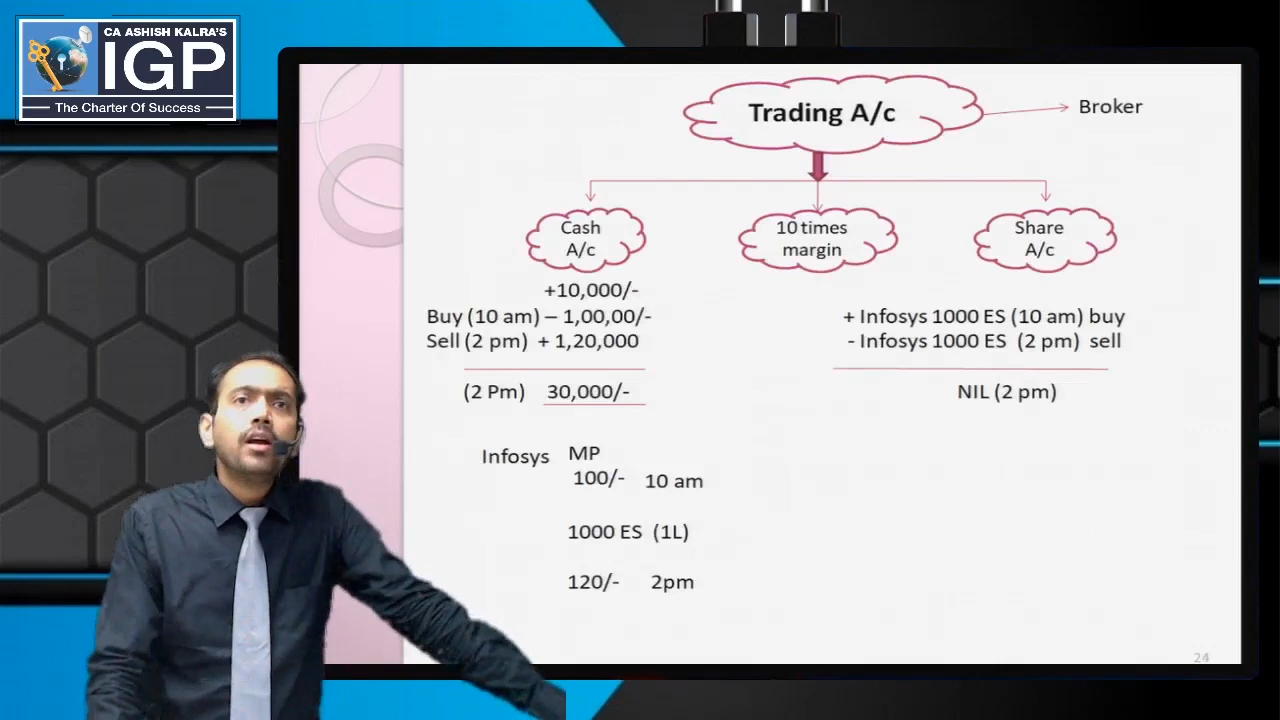 CA ASHISH KALRA'S
IGP
The Charter Of Success
Trading A/c
Broker
Cash
A/c
10 times
margin
Share
A/c
+10,000/-
Buy (10 am) – 1,00,00/-
Sell (2 pm) + 1,20,000
(2 Pm) 30,000/-
+ Infosys 1000 ES (10 am) buy
- Infosys 1000 ES (2 pm) sell
NIL (2 pm)
Infosys MP
100/- 10 am
1000 ES (1L)
120/- 2pm
24